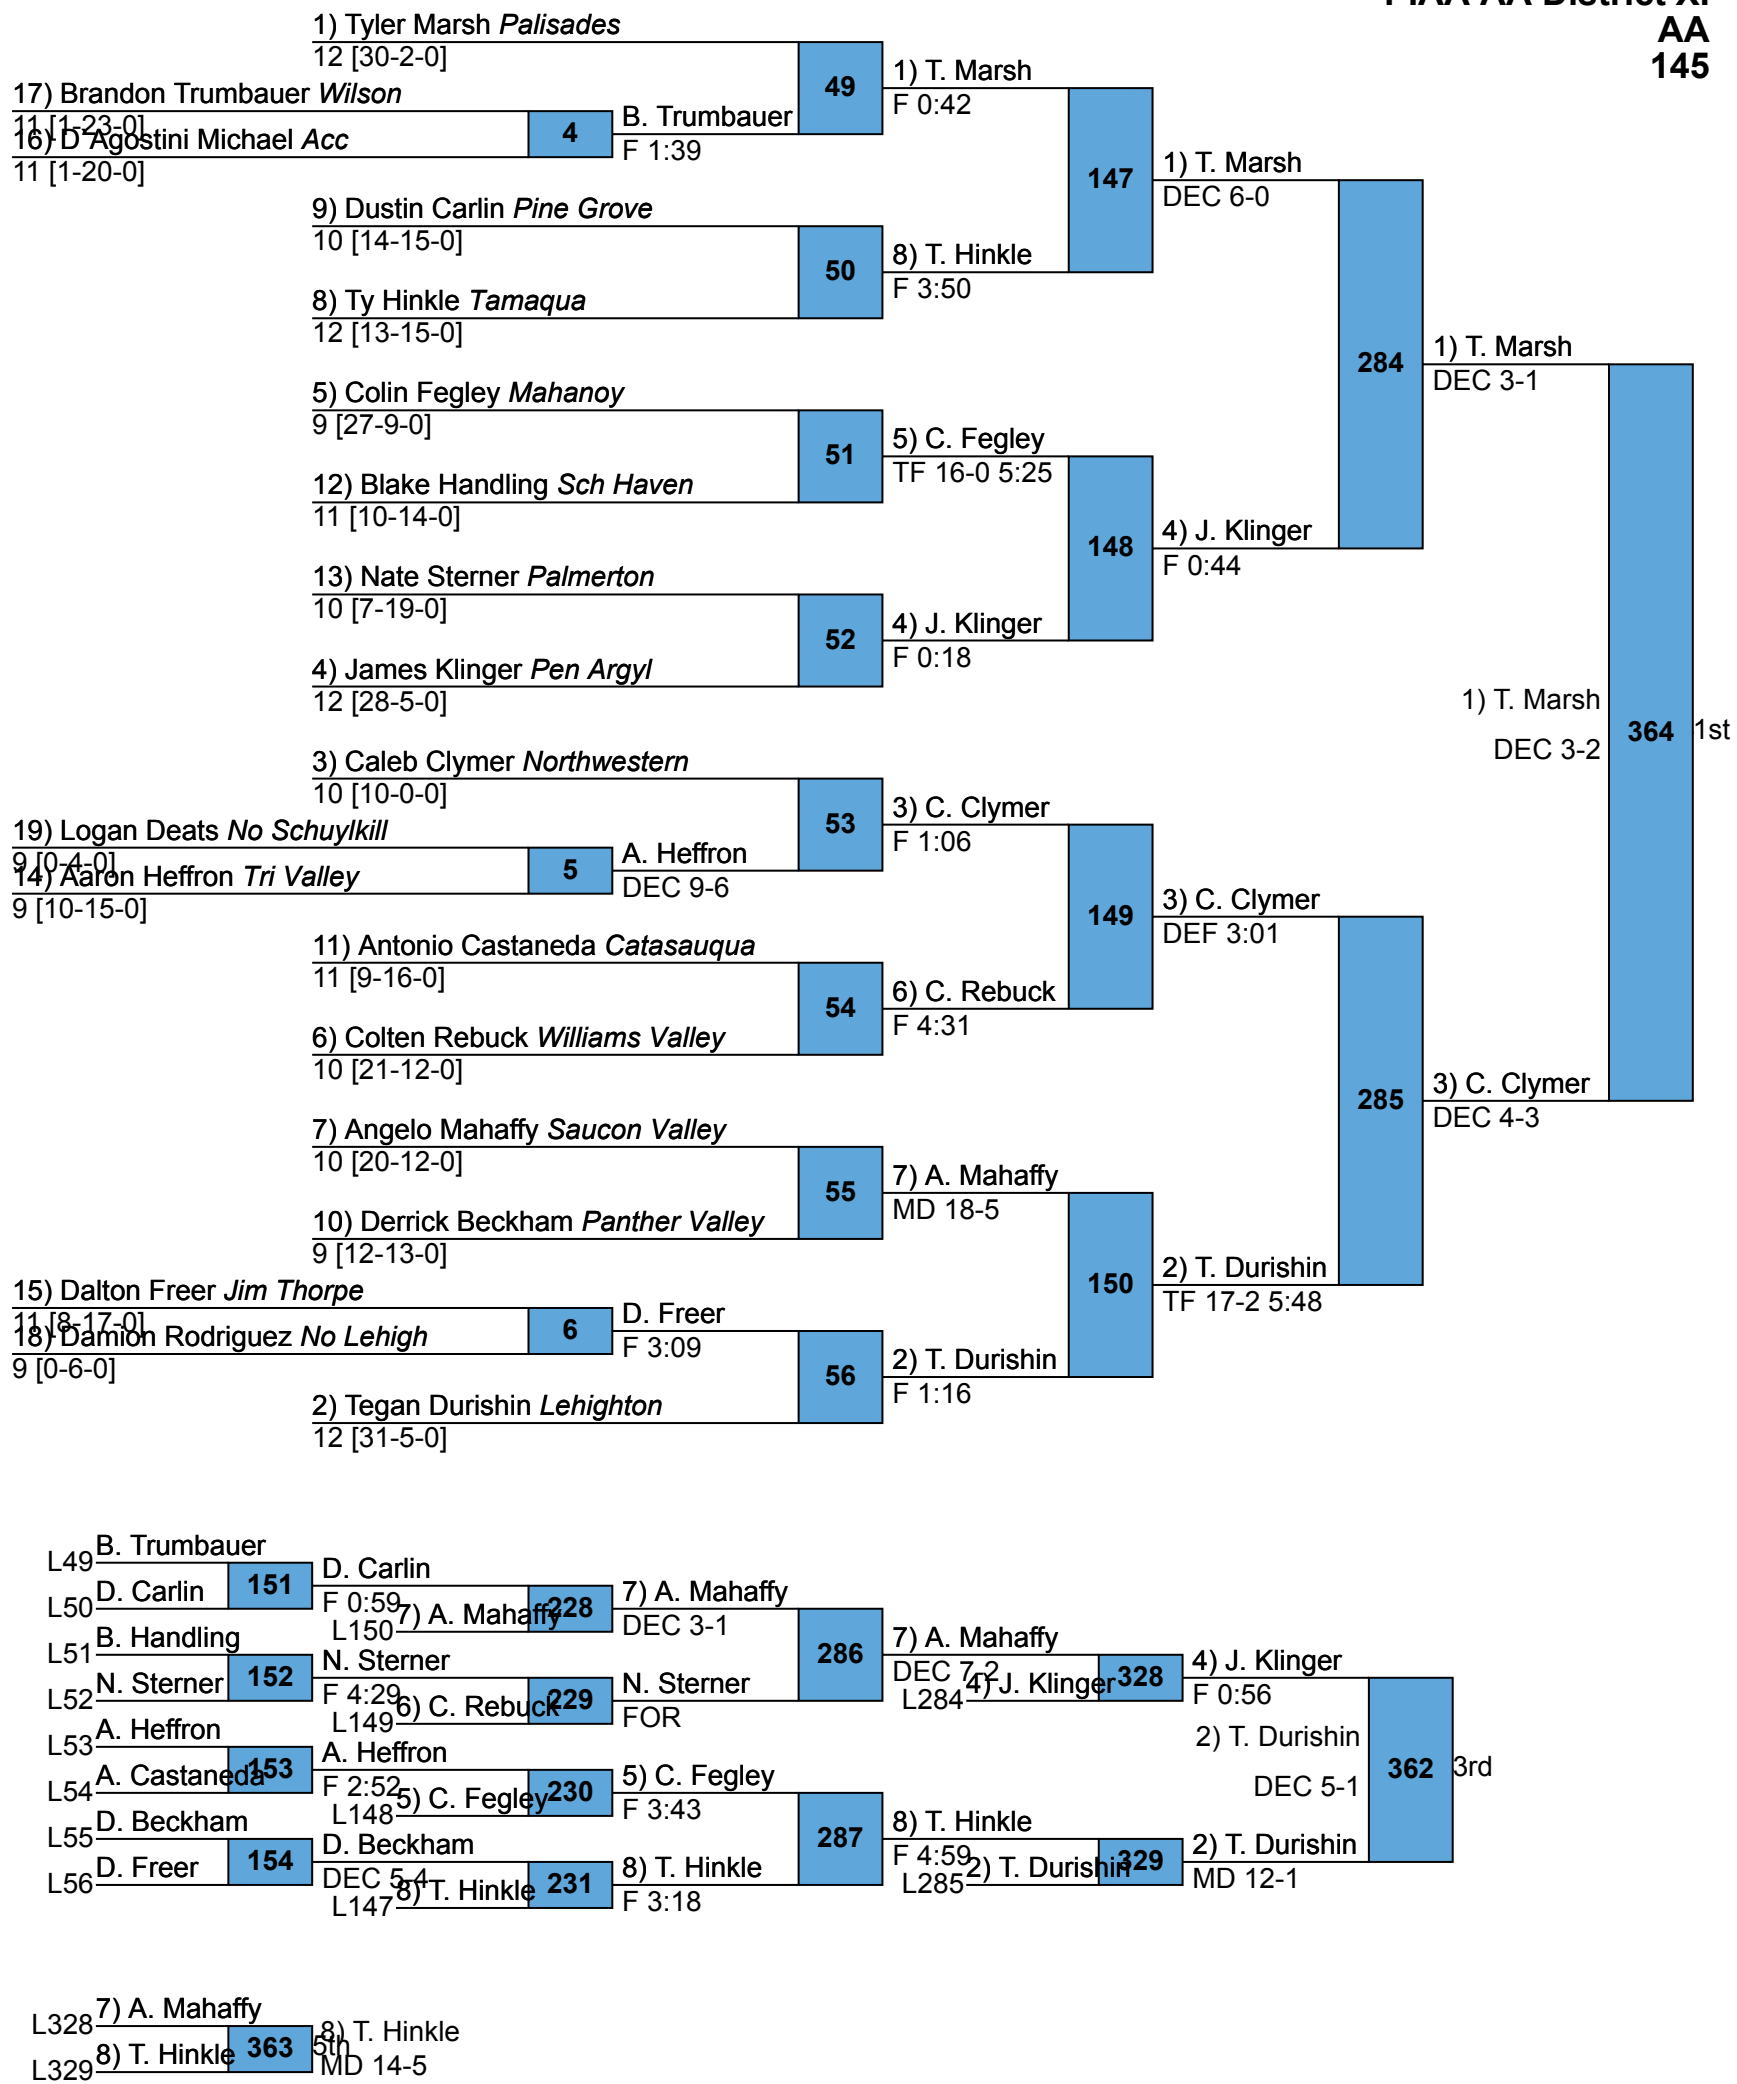 PIAA AA District XI
AA
145
1) Tyler Marsh Palisades
12 [30-2-0]
17) Brandon Trumbauer Wilson
11 [1-23-0]
16) D Agostini Michael Acc
11 [1-20-0]
4
B. Trumbauer
F 1:39
49
1) T. Marsh
F 0:42
9) Dustin Carlin Pine Grove
10 [14-15-0]
8) Ty Hinkle Tamaqua
12 [13-15-0]
50
8) T. Hinkle
F 3:50
147
1) T. Marsh
DEC 6-0
5) Colin Fegley Mahanoy
9 [27-9-0]
12) Blake Handling Sch Haven
11 [10-14-0]
51
5) C. Fegley
TF 16-0 5:25
13) Nate Sterner Palmerton
10 [7-19-0]
4) James Klinger Pen Argyl
12 [28-5-0]
52
4) J. Klinger
F 0:18
148
4) J. Klinger
F 0:44
284
1) T. Marsh
DEC 3-1
3) Caleb Clymer Northwestern
10 [10-0-0]
19) Logan Deats No Schuylkill
9 [0-4-0]
14) Aaron Heffron Tri Valley
9 [10-15-0]
5
A. Heffron
DEC 9-6
53
3) C. Clymer
F 1:06
11) Antonio Castaneda Catasauqua
11 [9-16-0]
6) Colten Rebuck Williams Valley
10 [21-12-0]
54
6) C. Rebuck
F 4:31
149
3) C. Clymer
DEF 3:01
7) Angelo Mahaffy Saucon Valley
10 [20-12-0]
10) Derrick Beckham Panther Valley
9 [12-13-0]
55
7) A. Mahaffy
MD 18-5
15) Dalton Freer Jim Thorpe
11 [8-17-0]
18) Damion Rodriguez No Lehigh
9 [0-6-0]
6
D. Freer
F 3:09
2) Tegan Durishin Lehighton
12 [31-5-0]
56
2) T. Durishin
F 1:16
150
2) T. Durishin
TF 17-2 5:48
285
3) C. Clymer
DEC 4-3
1) T. Marsh
DEC 3-2
364
1st
L49
B. Trumbauer
L50
D. Carlin
151
D. Carlin
F 0:59
L150
7) A. Mahaffy
228
7) A. Mahaffy
DEC 3-1
L51
B. Handling
L52
N. Sterner
152
N. Sterner
F 4:29
L149
6) C. Rebuck
229
N. Sterner
FOR
286
7) A. Mahaffy
DEC 7-2
L284
4) J. Klinger
328
4) J. Klinger
F 0:56
L53
A. Heffron
L54
A. Castaneda
153
A. Heffron
F 2:52
L148
5) C. Fegley
230
5) C. Fegley
F 3:43
L55
D. Beckham
L56
D. Freer
154
D. Beckham
DEC 5-4
L147
8) T. Hinkle
231
8) T. Hinkle
F 3:18
287
8) T. Hinkle
F 4:59
L285
2) T. Durishin
329
2) T. Durishin
MD 12-1
2) T. Durishin
DEC 5-1
362
3rd
L328
7) A. Mahaffy
L329
8) T. Hinkle
363
5th
8) T. Hinkle
MD 14-5